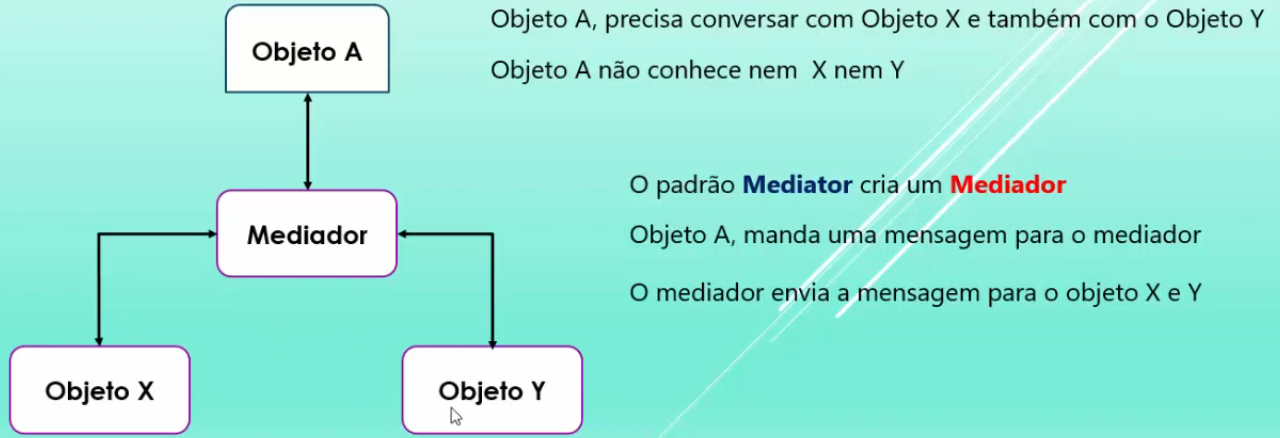 Objeto A
Objeto A, precisa conversar com Objeto X e também com o Objeto Y
Objeto A não conhece nem X nem Y
O padrão Mediator cria um Mediador
Mediador
Objeto A, manda uma mensagem para o mediador
O mediador envia a mensagem para o objeto X e Y
Objeto X
Objeto Y